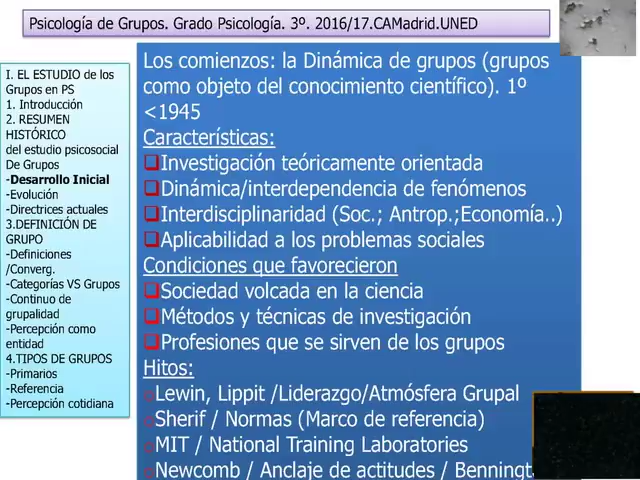 Psicología de Grupos. Grado Psicología. 3º. 2016/17.CAMadrid.UNED
I. EL ESTUDIO de los
Grupos en PS
1. Introducción
2. RESUMEN
HISTÓRICO
del estudio psicosocial
De Grupos
-Desarrollo Inicial
-Evolución
-Directrices actuales
3.DEFINICIÓN DE
GRUPO
-Definiciones
/Converg.
-Categorías VS Grupos
-Continuo de
grupalidad
-Percepción como
entidad
4.TIPOS DE GRUPOS
-Primarios
-Referencia
-Percepción cotidiana
Los comienzos: la Dinámica de grupos (grupos
como objeto del conocimiento científico). 1º
<1945
Características:
Investigación teóricamente orientada
Dinámica/interdependencia de fenómenos
Interdisciplinaridad (Soc.; Antrop.;Economía..)
Aplicabilidad a los problemas sociales
Condiciones que favorecieron
Sociedad volcada en la ciencia
Métodos y técnicas de investigación
Profesiones que se sirven de los grupos
Hitos:
Lewin, Lippit /Liderazgo/Atmósfera Grupal
Sherif / Normas (Marco de referencia)
MIT / National Training Laboratories
Newcomb / Anclaje de actitudes /